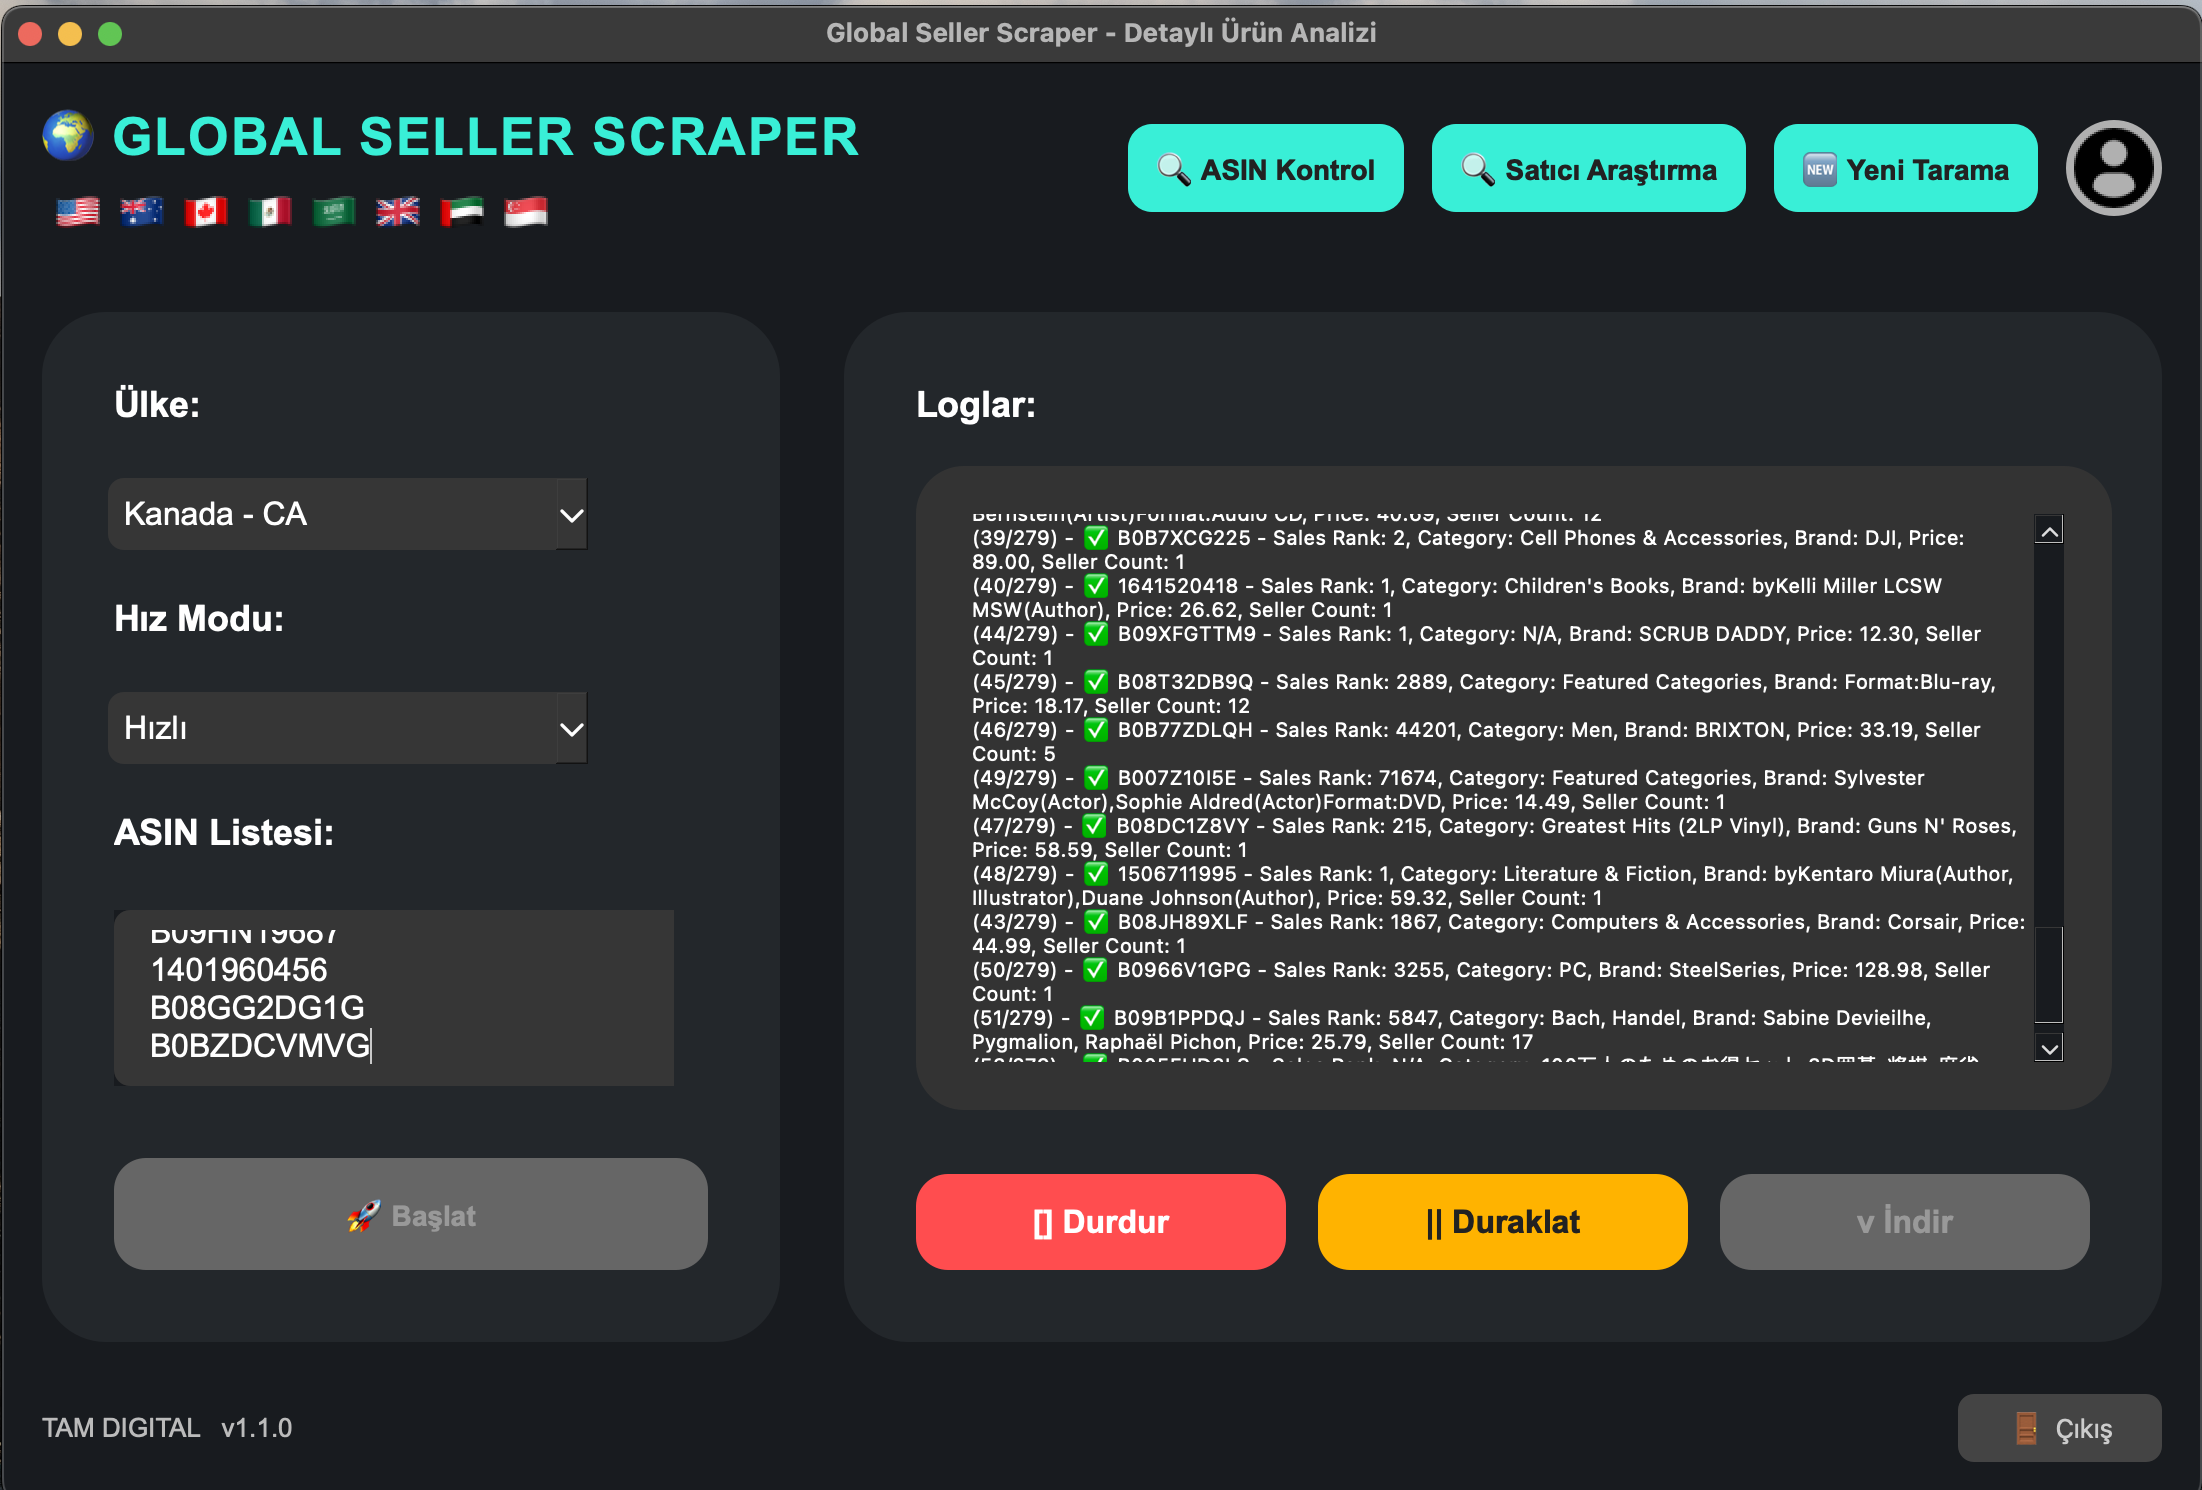 Global Seller Scraper - Detaylı Ürün Analizi
GLOBAL SELLER SCRAPER
🔍 ASIN Kontrol
🔍 Satıcı Araştırma
🆕 Yeni Tarama
Ülke:
Kanada - CA
Hız Modu:
Hızlı
ASIN Listesi:
B09HN19687
1401960456
B08GG2DG1G
B0BZDCVMVG
🚀 Başlat
Loglar:
Bernstein(Artist)Format:Audio CD, Price: 40.69, Seller Count: 12
(39/279) - ✅ B0B7XCG225 - Sales Rank: 2, Category: Cell Phones & Accessories, Brand: DJI, Price:
89.00, Seller Count: 1
(40/279) - ✅ 1641520418 - Sales Rank: 1, Category: Children's Books, Brand: byKelli Miller LCSW
MSW(Author), Price: 26.62, Seller Count: 1
(44/279) - ✅ B09XFGTTM9 - Sales Rank: 1, Category: N/A, Brand: SCRUB DADDY, Price: 12.30, Seller
Count: 1
(45/279) - ✅ B08T32DB9Q - Sales Rank: 2889, Category: Featured Categories, Brand: Format:Blu-ray,
Price: 18.17, Seller Count: 12
(46/279) - ✅ B0B77ZDLQH - Sales Rank: 44201, Category: Men, Brand: BRIXTON, Price: 33.19, Seller
Count: 5
(49/279) - ✅ B007Z10I5E - Sales Rank: 71674, Category: Featured Categories, Brand: Sylvester
McCoy(Actor),Sophie Aldred(Actor)Format:DVD, Price: 14.49, Seller Count: 1
(47/279) - ✅ B08DC1Z8VY - Sales Rank: 215, Category: Greatest Hits (2LP Vinyl), Brand: Guns N' Roses,
Price: 58.59, Seller Count: 1
(48/279) - ✅ 1506711995 - Sales Rank: 1, Category: Literature & Fiction, Brand: byKentaro Miura(Author,
Illustrator),Duane Johnson(Author), Price: 59.32, Seller Count: 1
(43/279) - ✅ B08JH89XLF - Sales Rank: 1867, Category: Computers & Accessories, Brand: Corsair, Price:
44.99, Seller Count: 1
(50/279) - ✅ B0966V1GPG - Sales Rank: 3255, Category: PC, Brand: SteelSeries, Price: 128.98, Seller
Count: 1
(51/279) - ✅ B09B1PPDQJ - Sales Rank: 5847, Category: Bach, Handel, Brand: Sabine Devieilhe,
Pygmalion, Raphaël Pichon, Price: 25.79, Seller Count: 17
[] Durdur
|| Duraklat
v İndir
TAM DIGITAL v1.1.0
🚪 Çıkış